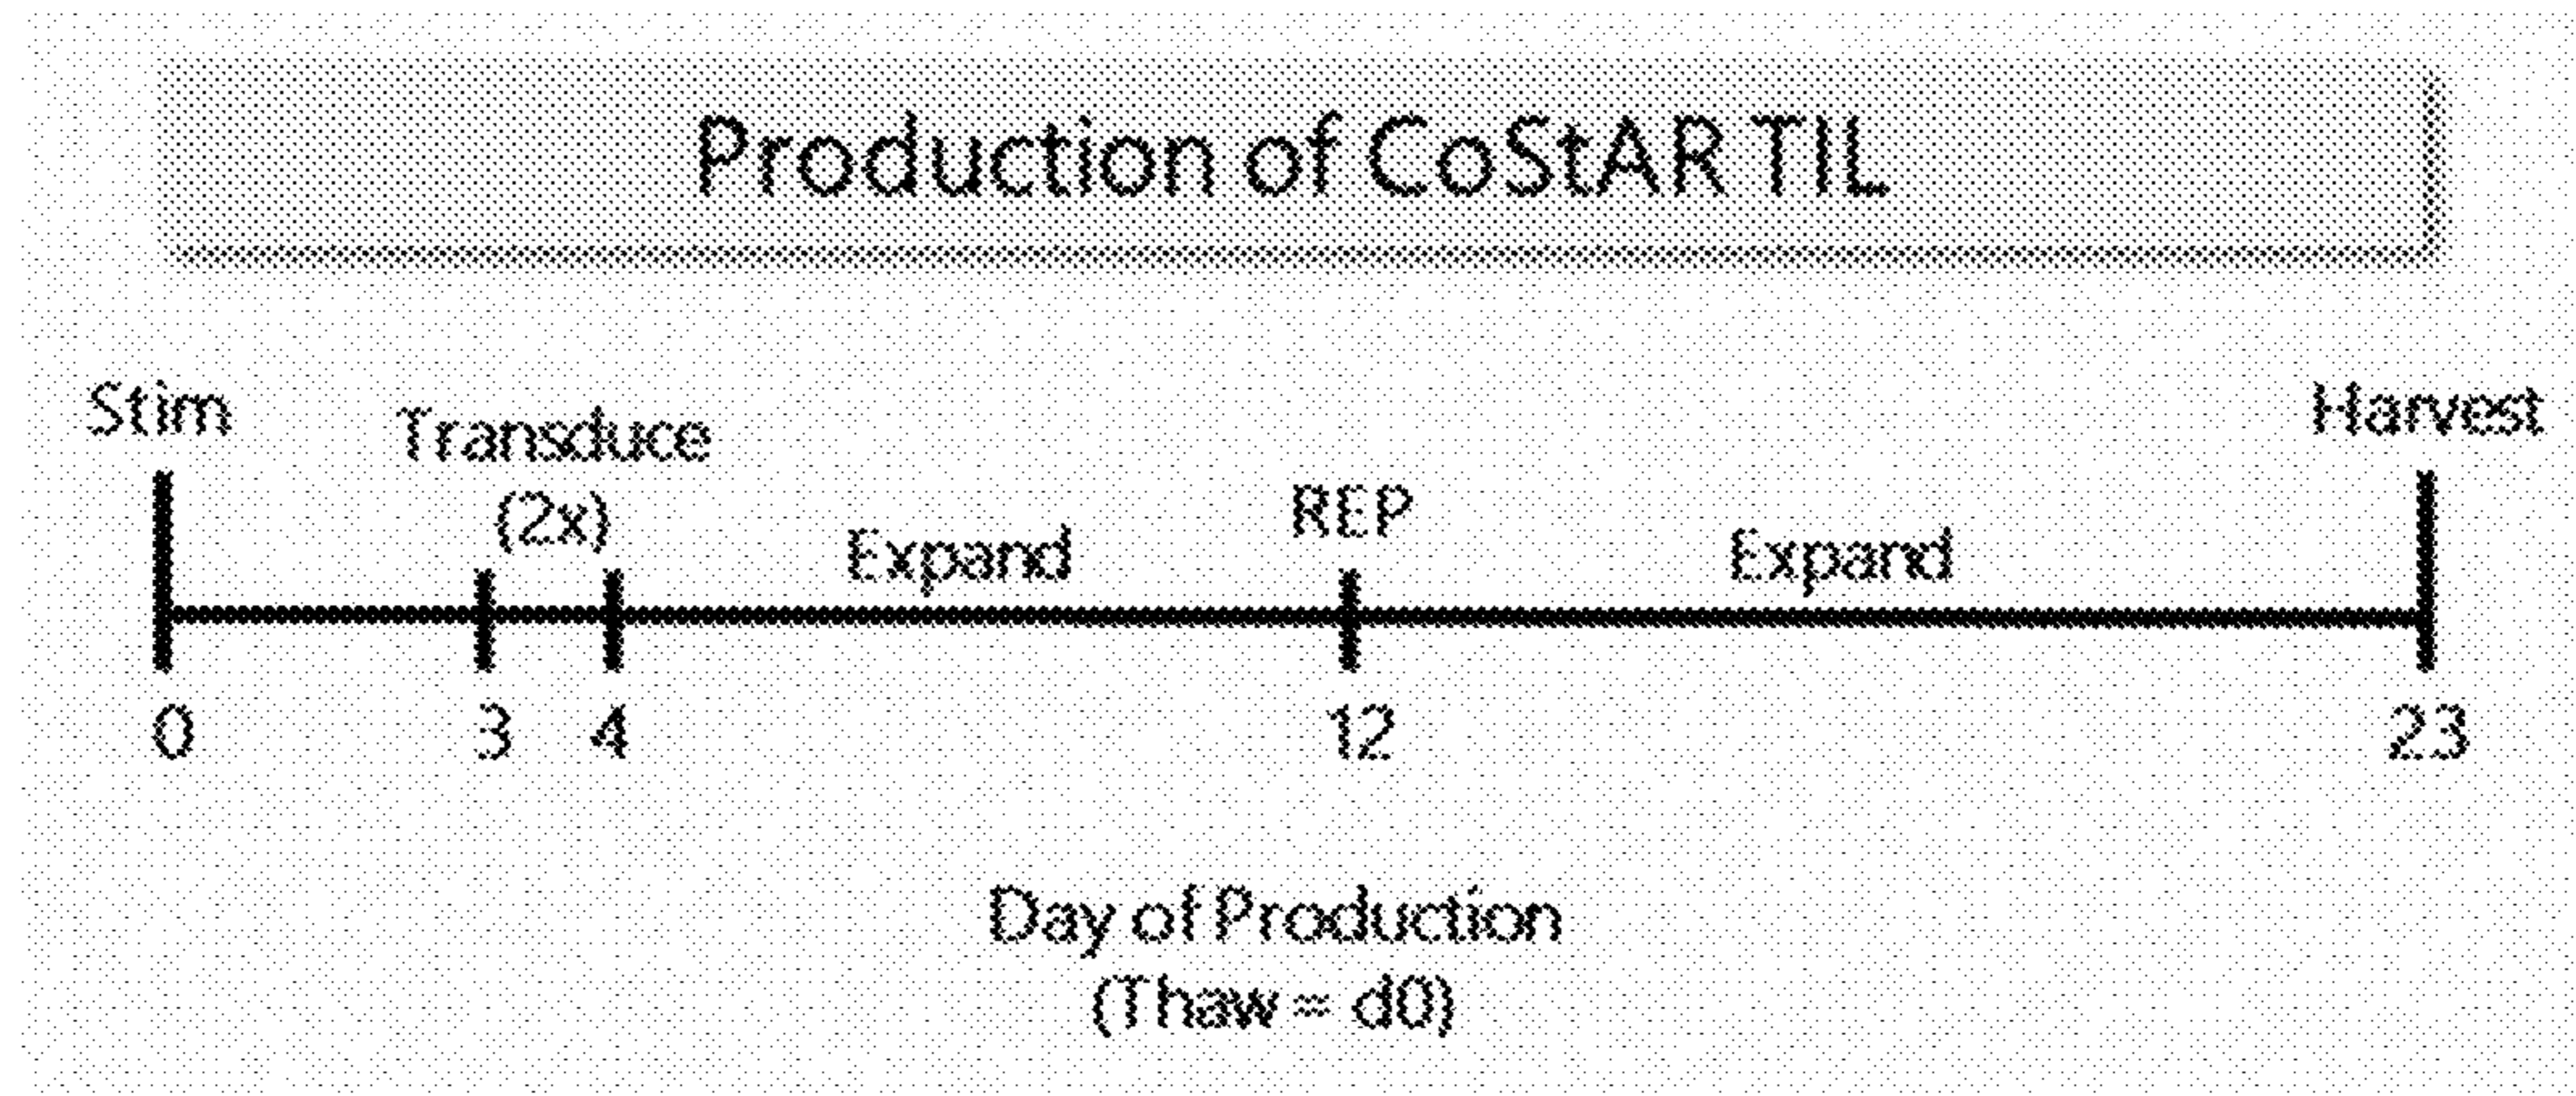 Production of CoStAR TIL
Stim
Transduce
(2x)
Expand
REP
Expand
Harvest
0
3
4
12
23
Day of Production
(Thaw = d0)